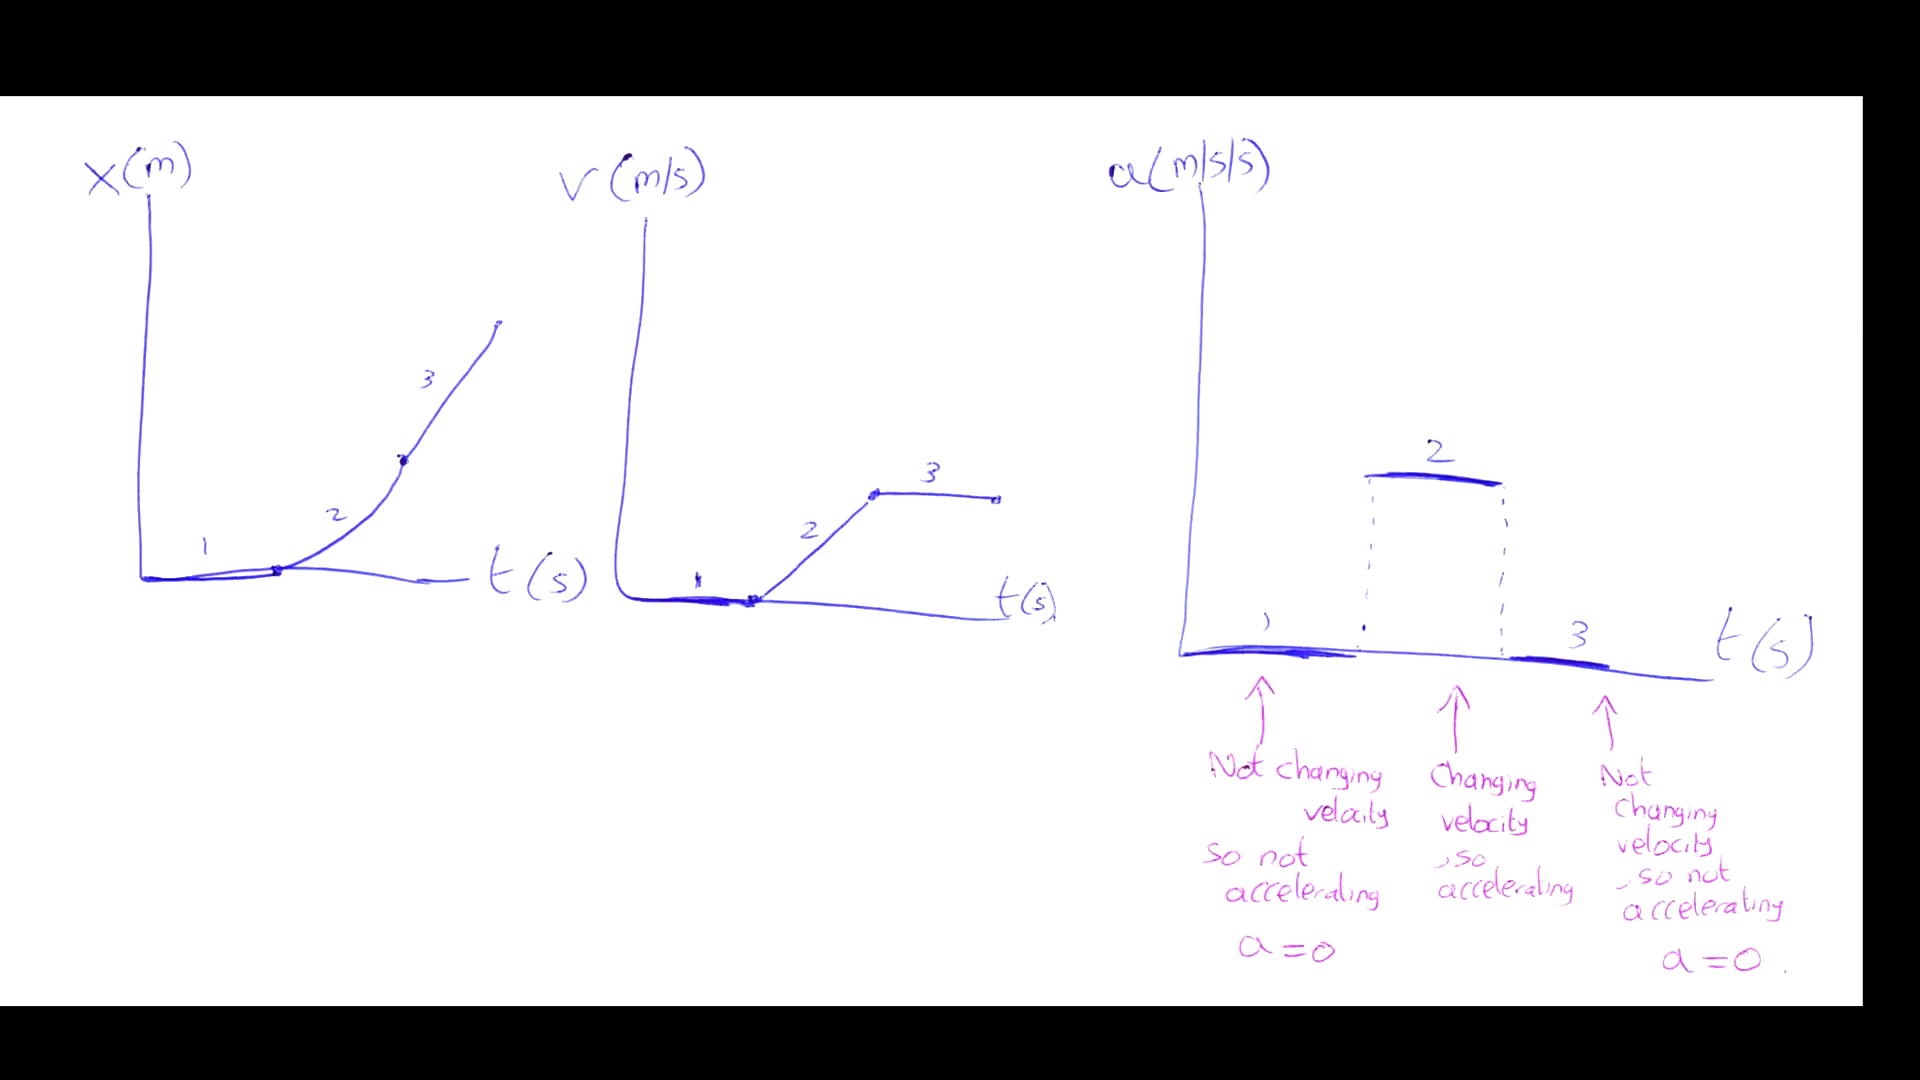 x(m)
3
2
1
t(s)
v(m/s)
3
2
1
t(s)
a(m/s/s)
2
1
3
t(s)
Not changing
velocity
so not
accelerating
a=0
Changing
velocity
,so
accelerating
Not
changing
velocity
,so not
accelerating
a=0.